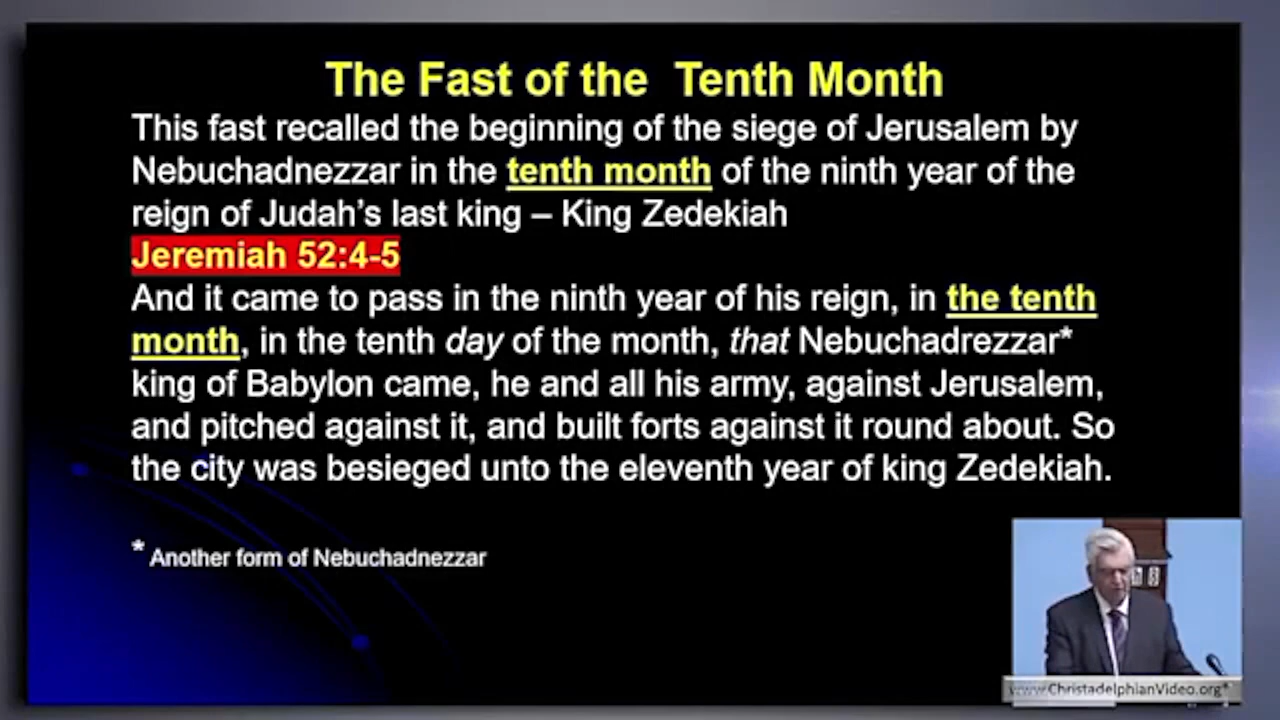 The Fast of the Tenth Month
This fast recalled the beginning of the siege of Jerusalem by
Nebuchadnezzar in the tenth month of the ninth year of the
reign of Judah’s last king – King Zedekiah
Jeremiah 52:4-5
And it came to pass in the ninth year of his reign, in the tenth
month, in the tenth day of the month, that Nebuchadrezzar*
king of Babylon came, he and all his army, against Jerusalem,
and pitched against it, and built forts against it round about. So
the city was besieged unto the eleventh year of king Zedekiah.
* Another form of Nebuchadnezzar
www.ChristadelphianVideo.org*